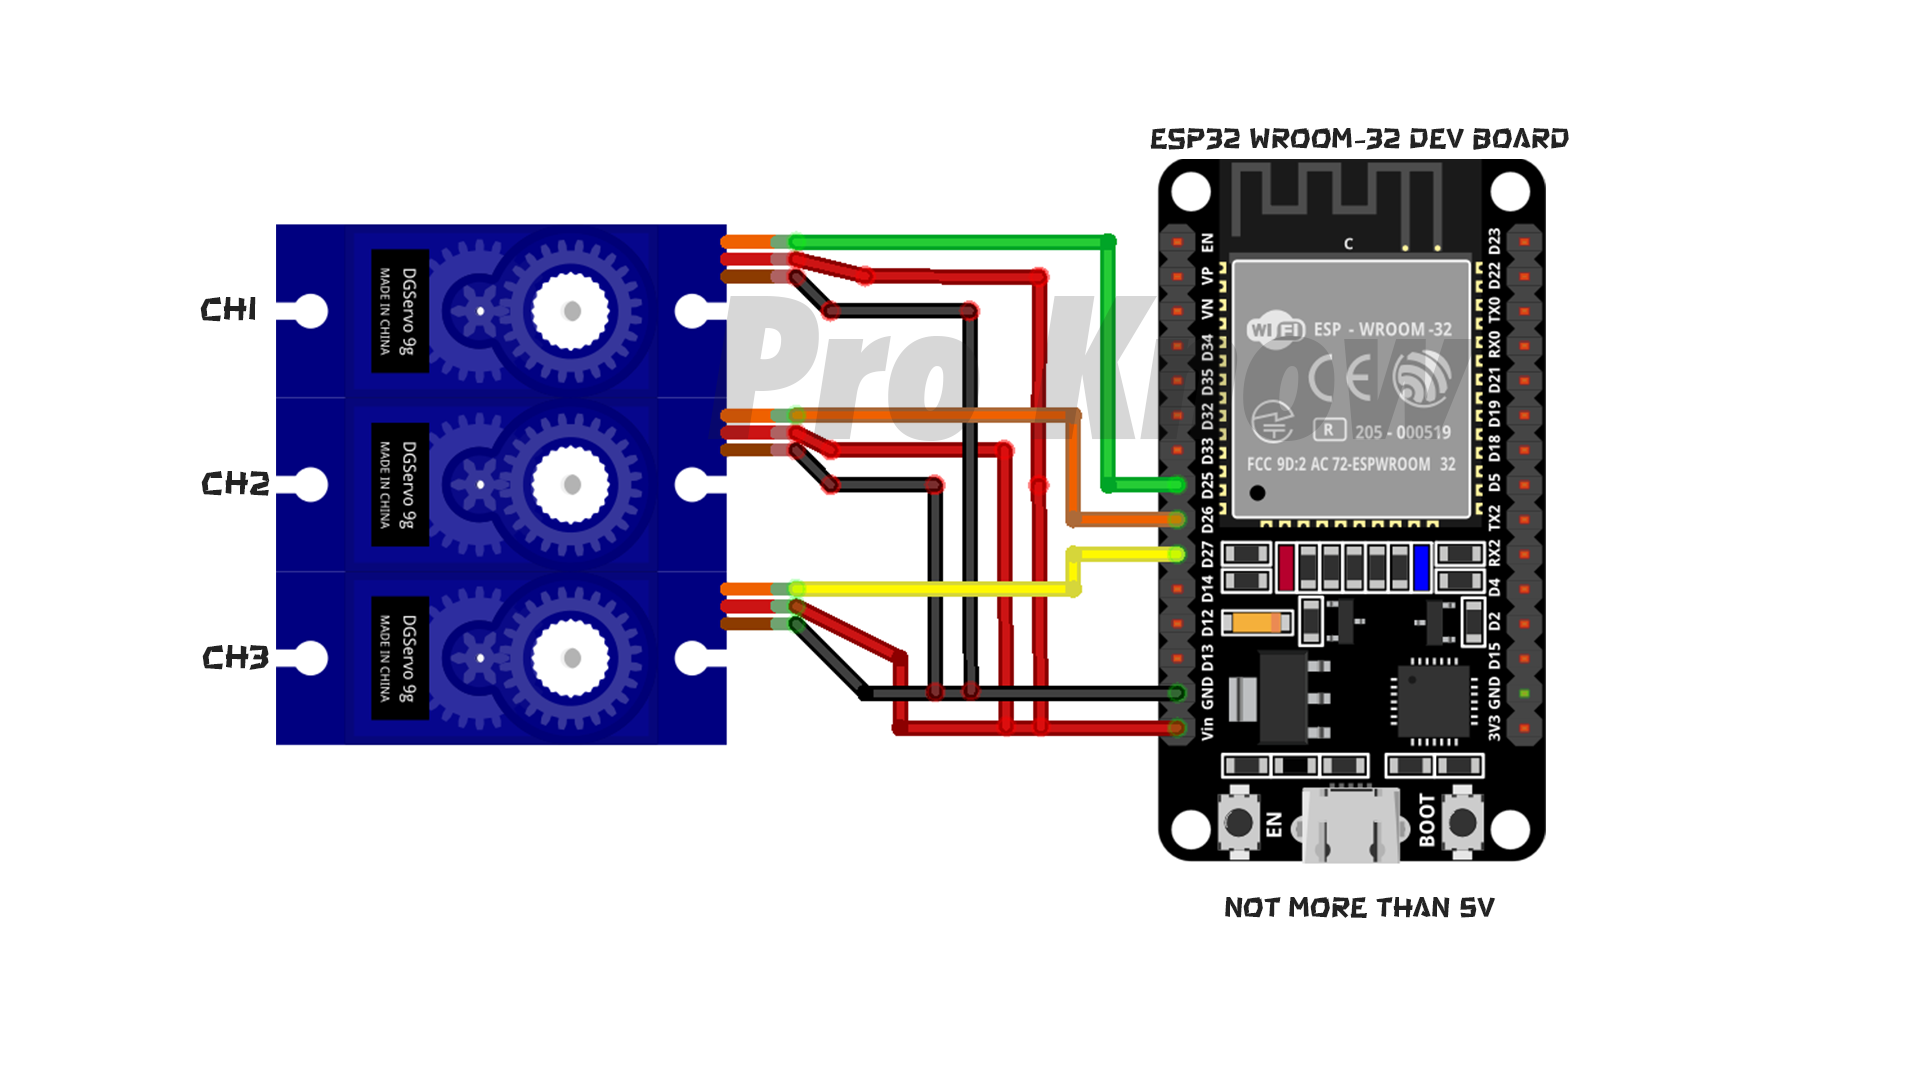 ESP32 WROOM-32 DEV BOARD
CH1
DGServo 9g
MADE IN CHINA
CH2
DGServo 9g
MADE IN CHINA
CH3
DGServo 9g
MADE IN CHINA
Pro Know
EN
VP
VN
D34
D35
D32
D33
D25
D26
D27
D14
D12
D13
GND
Vin
C
WiFi ESP - WROOM -32
CE
R 205 - 000519
FCC 9D:2 AC 72-ESPWROOM 32
D23
D22
TX0
RX0
D21
D19
D18
D5
TX2
RX2
D4
D2
D15
GND
3V3
EN
BOOT
NOT MORE THAN 5V